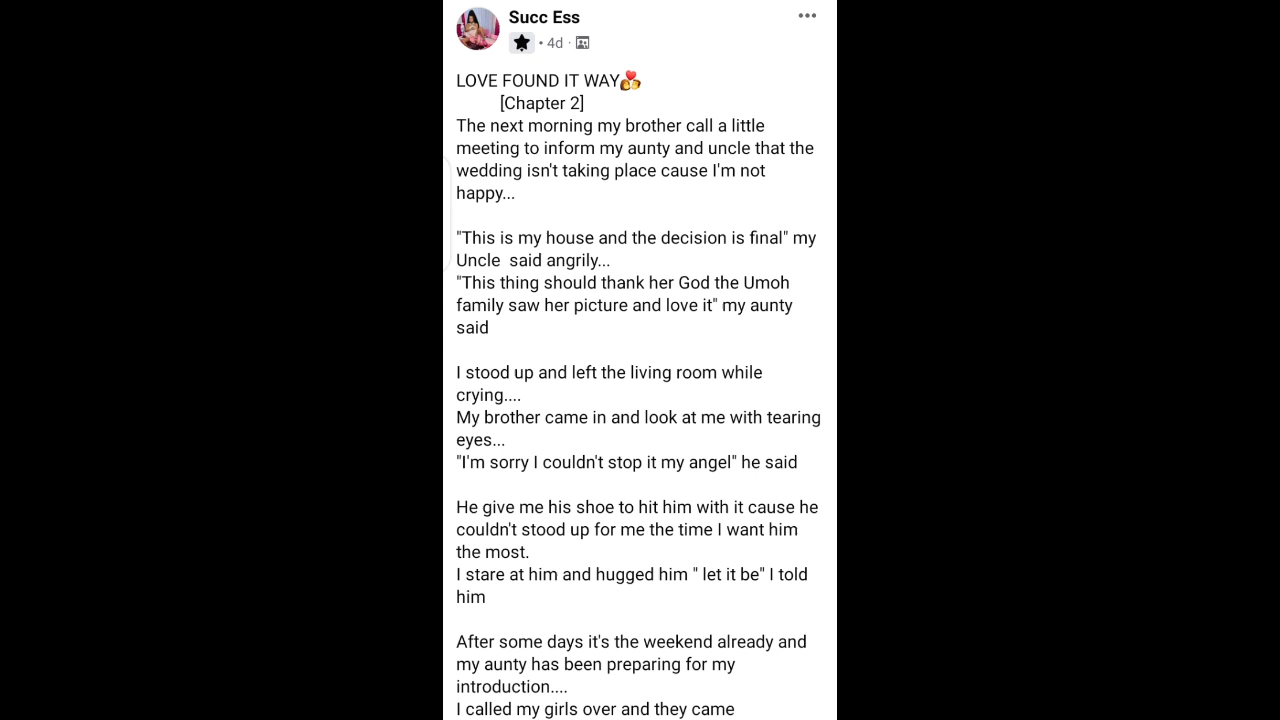 Succ Ess
• 4d ·
LOVE FOUND IT WAY
[Chapter 2]
The next morning my brother call a little
meeting to inform my aunty and uncle that the
wedding isn't taking place cause I'm not
happy...
"This is my house and the decision is final" my
Uncle  said angrily...
"This thing should thank her God the Umoh
family saw her picture and love it" my aunty
said
I stood up and left the living room while
crying....
My brother came in and look at me with tearing
eyes...
"I'm sorry I couldn't stop it my angel" he said
He give me his shoe to hit him with it cause he
couldn't stood up for me the time I want him
the most.
I stare at him and hugged him " let it be" I told
him
After some days it's the weekend already and
my aunty has been preparing for my
introduction....
I called my girls over and they came